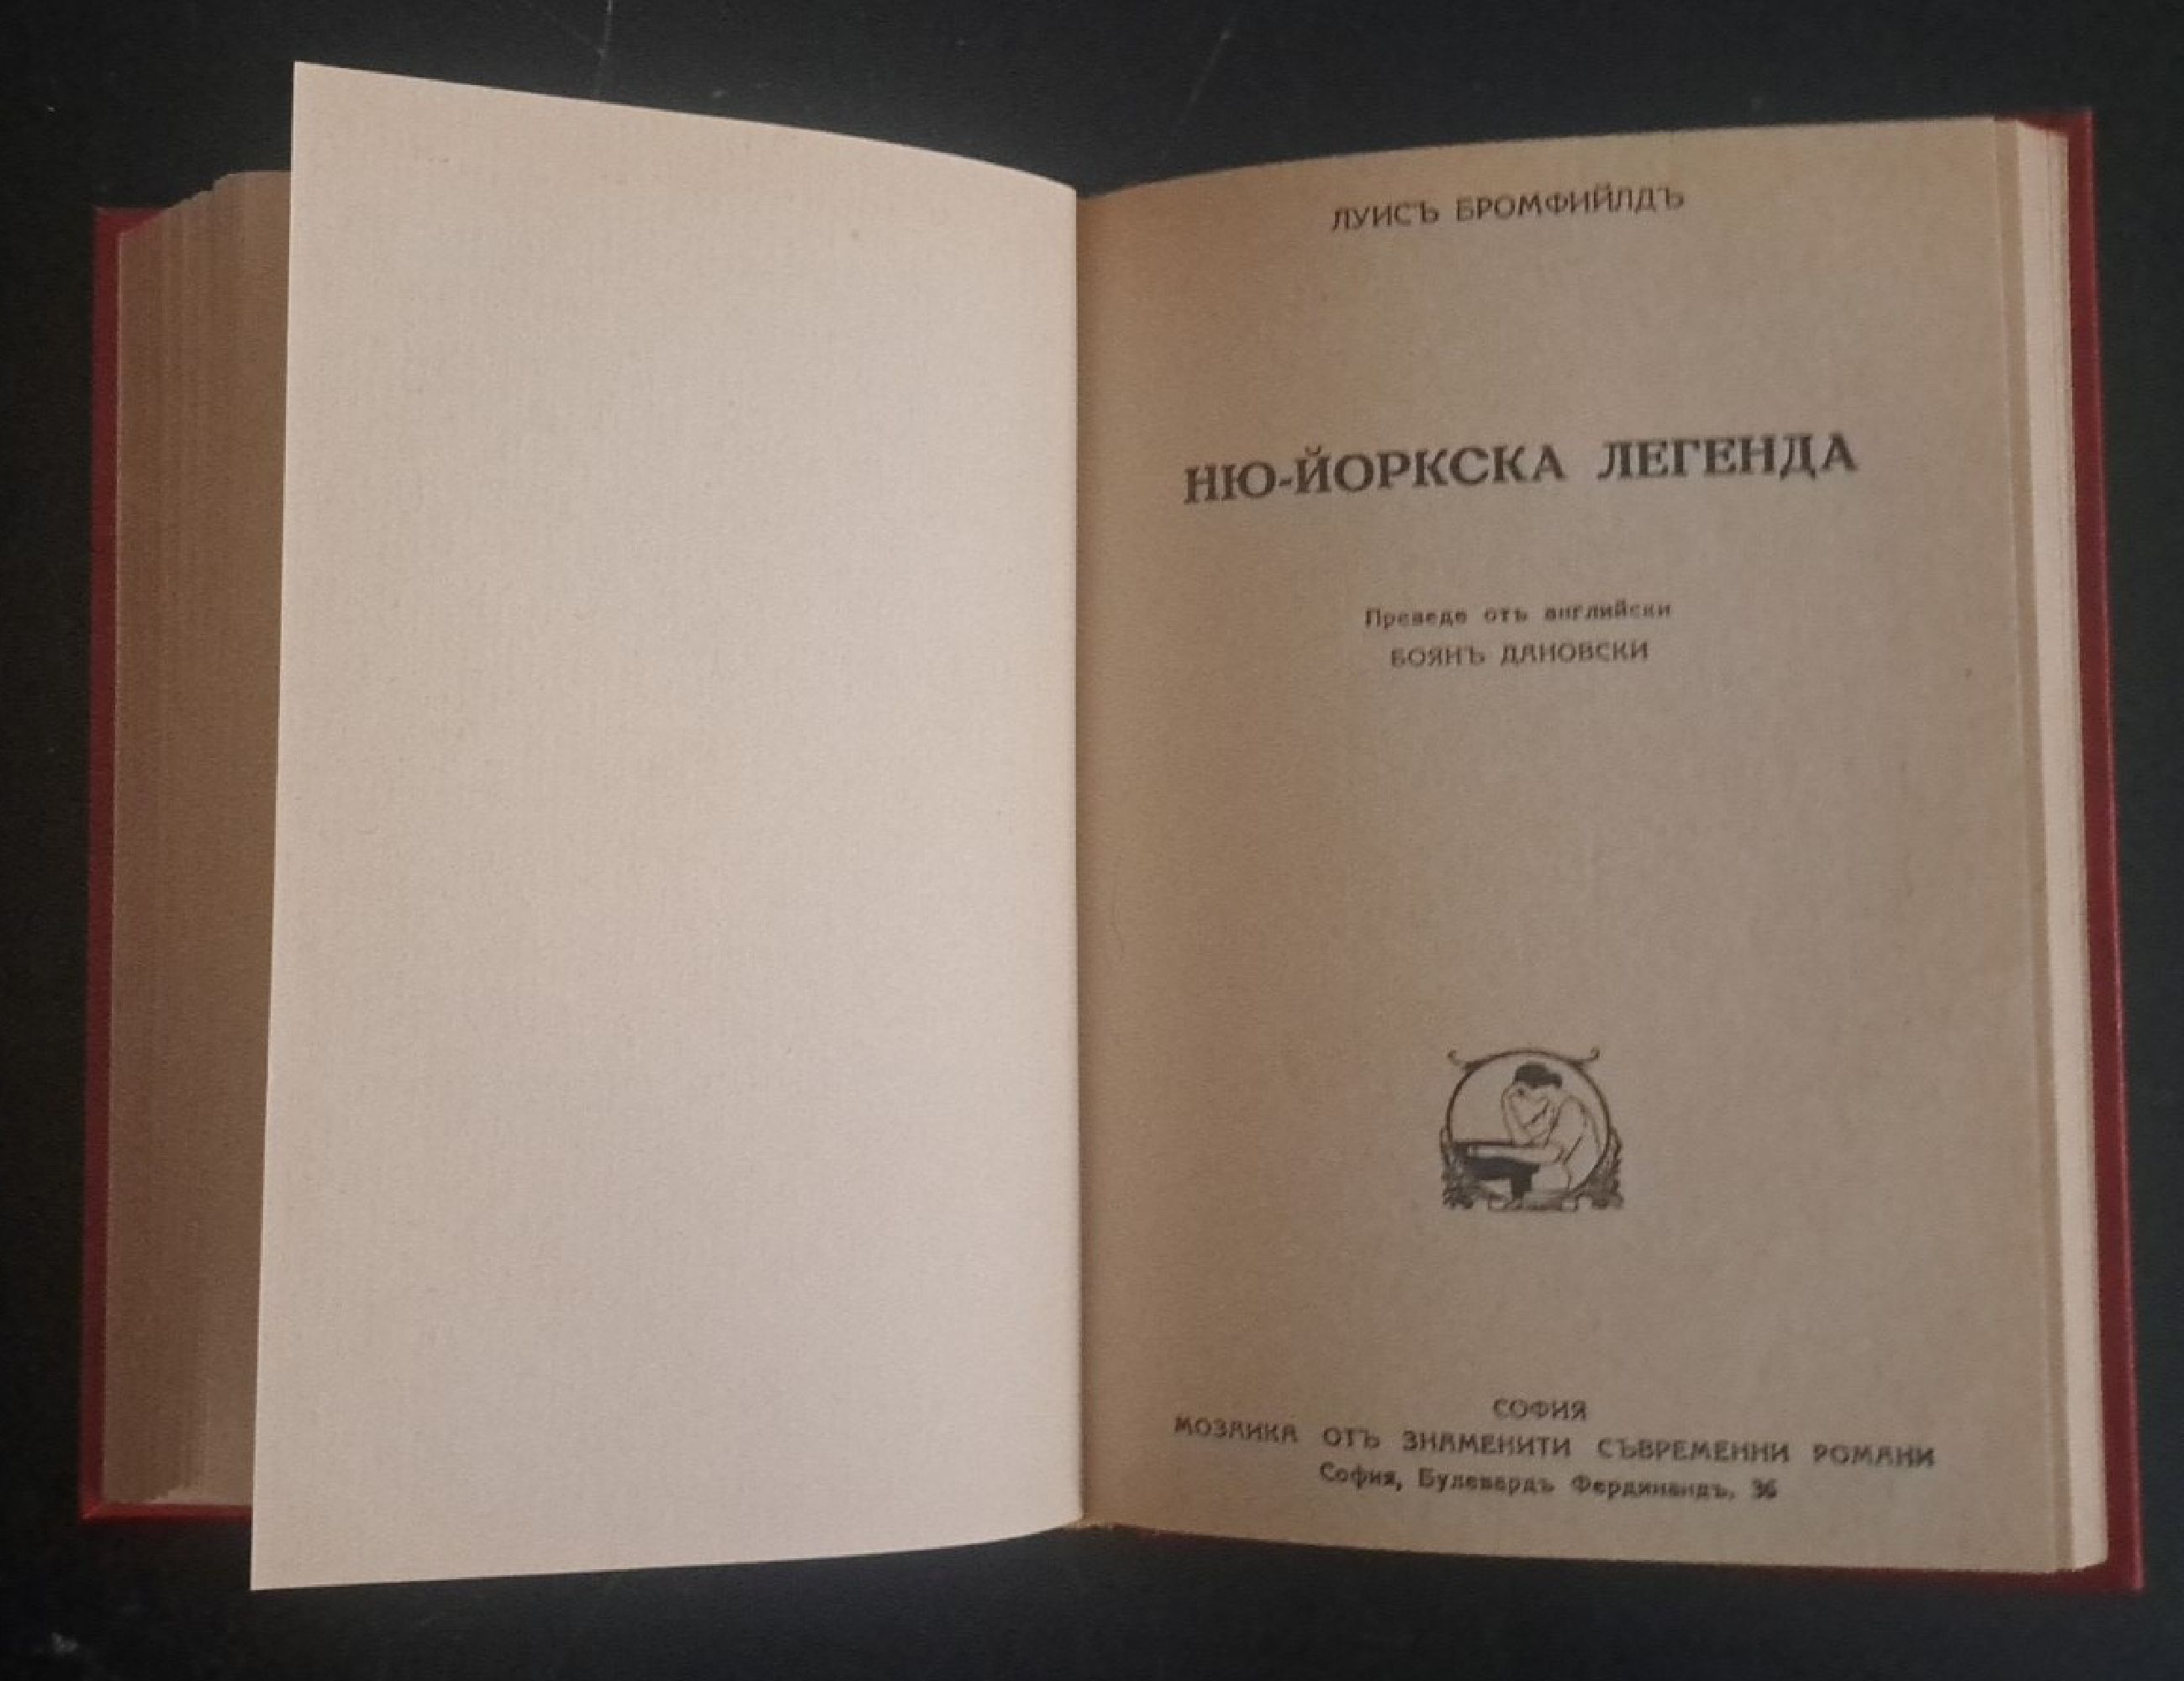 ЛУИСЪ БРОМФИЙЛДЪ
НЮ-ЙОРКСКА ЛЕГЕНДА
Преведе отъ английски
БОЯНЪ ДАНОВСКИ
СОФИЯ
МОЗАИКА ОТЪ ЗНАМЕНИТИ СЪВРЕМЕННИ РОМАНИ
София, Булевардъ Фердинандъ, 36